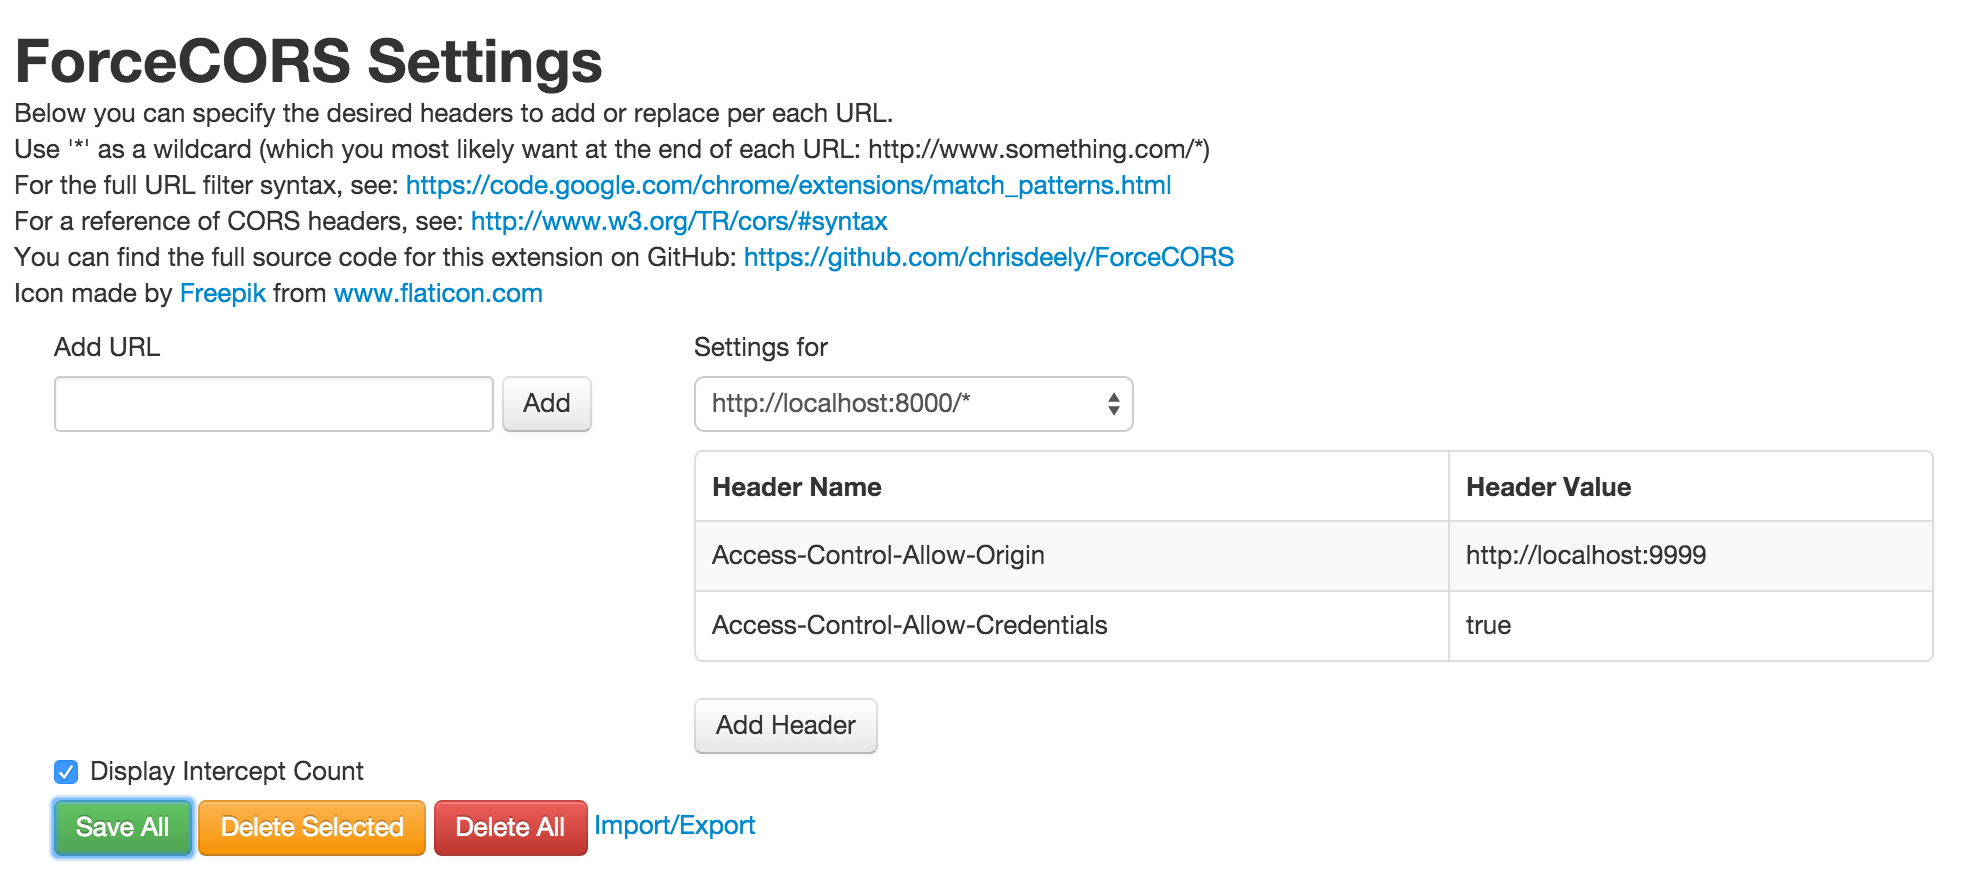 ForceCORS Settings
Below you can specify the desired headers to add or replace per each URL.
Use '*' as a wildcard (which you most likely want at the end of each URL: http://www.something.com/*)
For the full URL filter syntax, see: https://code.google.com/chrome/extensions/match_patterns.html
For a reference of CORS headers, see: http://www.w3.org/TR/cors/#syntax
You can find the full source code for this extension on GitHub: https://github.com/chrisdeely/ForceCORS
Icon made by Freepik from www.flaticon.com
Add URL
Add
Settings for
http://localhost:8000/*
Header Name Header Value
Access-Control-Allow-Origin http://localhost:9999
Access-Control-Allow-Credentials true
Add Header
Display Intercept Count
Save All Delete Selected Delete All Import/Export